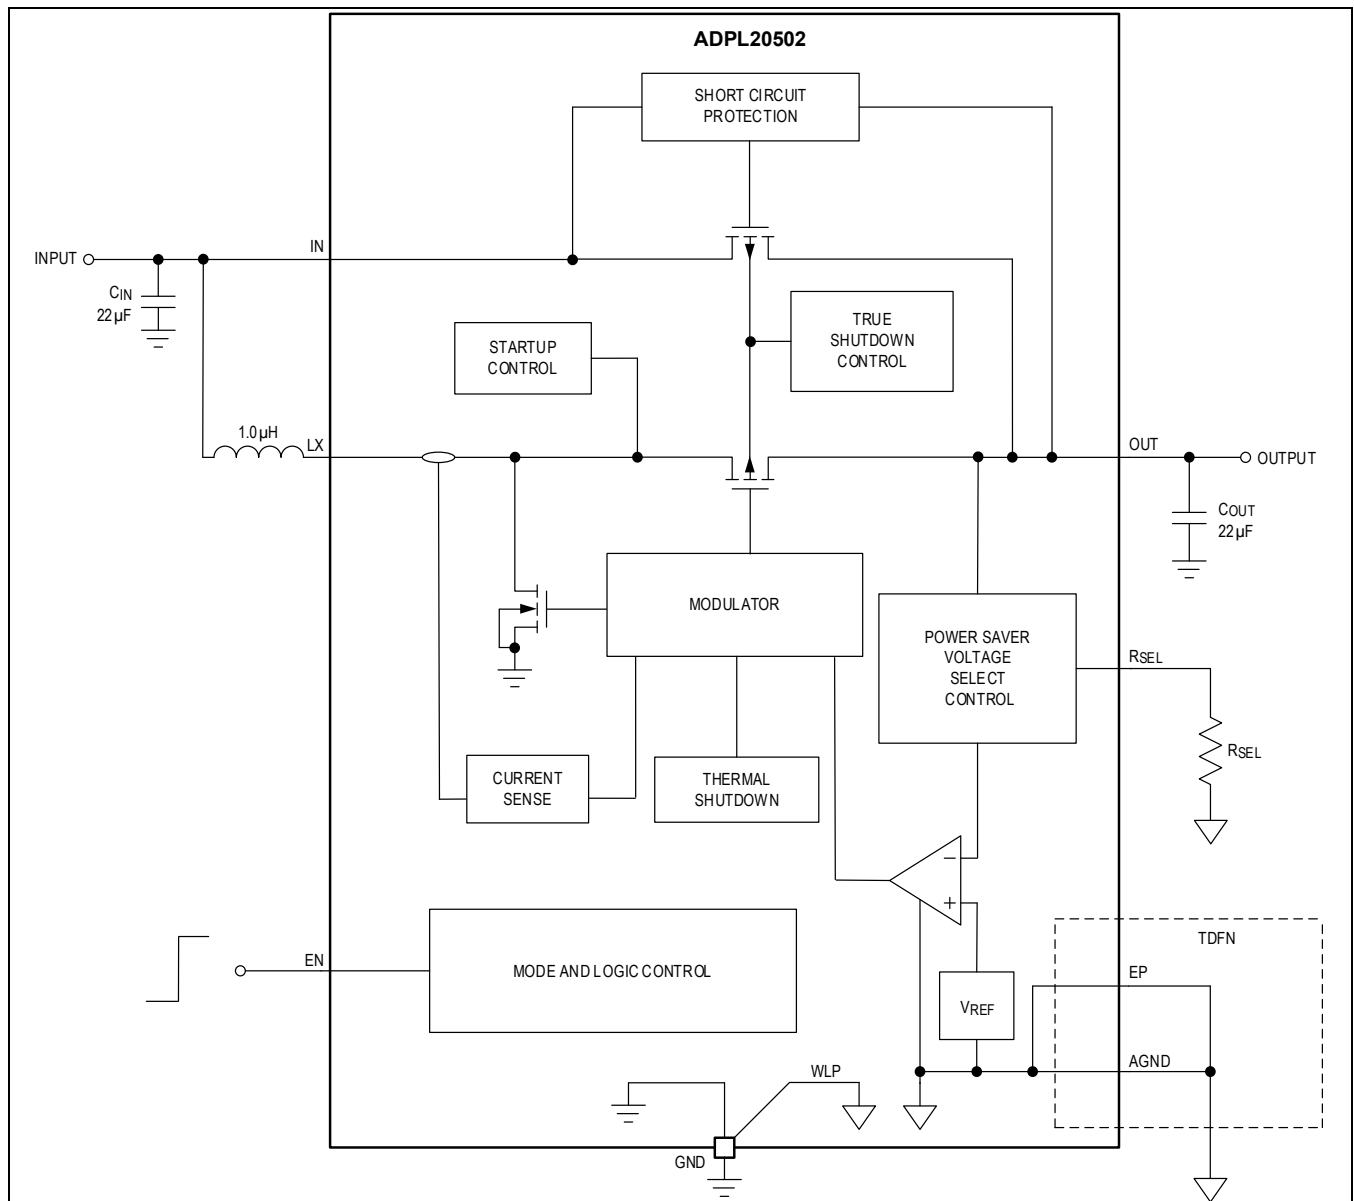 ADPL20502
SHORT CIRCUIT
PROTECTION
IN
INPUT
CIN
22µF
TRUE
SHUTDOWN
CONTROL
STARTUP
CONTROL
1.0µH
LX
OUT
OUTPUT
COUT
22µF
MODULATOR
POWER SAVER
VOLTAGE
SELECT
CONTROL
RSEL
RSEL
CURRENT
SENSE
THERMAL
SHUTDOWN
−
+
TDFN
EN
MODE AND LOGIC CONTROL
EP
VREF
AGND
WLP
GND